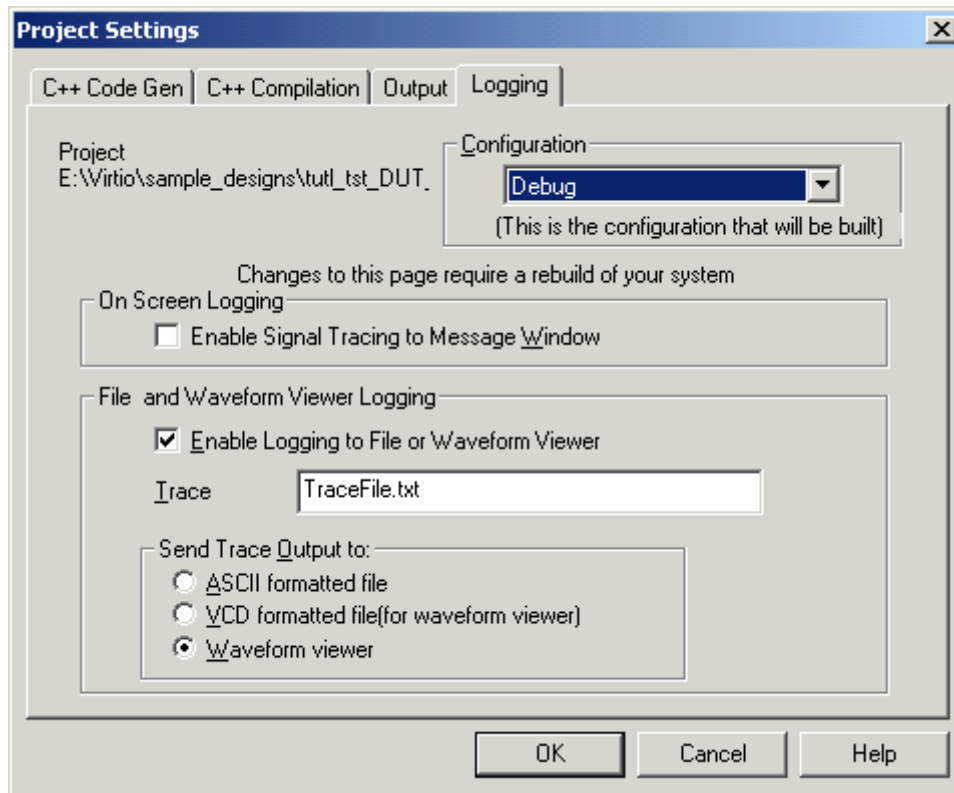 Project Settings
C++ Code Gen
C++ Compilation
Output
Logging
Project
E:\Virtio\sample_designs\tutl_tst_DUT_
Configuration
Debug
(This is the configuration that will be built)
Changes to this page require a rebuild of your system
On Screen Logging
Enable Signal Tracing to Message Window
File and Waveform Viewer Logging
Enable Logging to File or Waveform Viewer
Trace
TraceFile.txt
Send Trace Output to:
ASCII formatted file
VCD formatted file(for waveform viewer)
Waveform viewer
OK
Cancel
Help